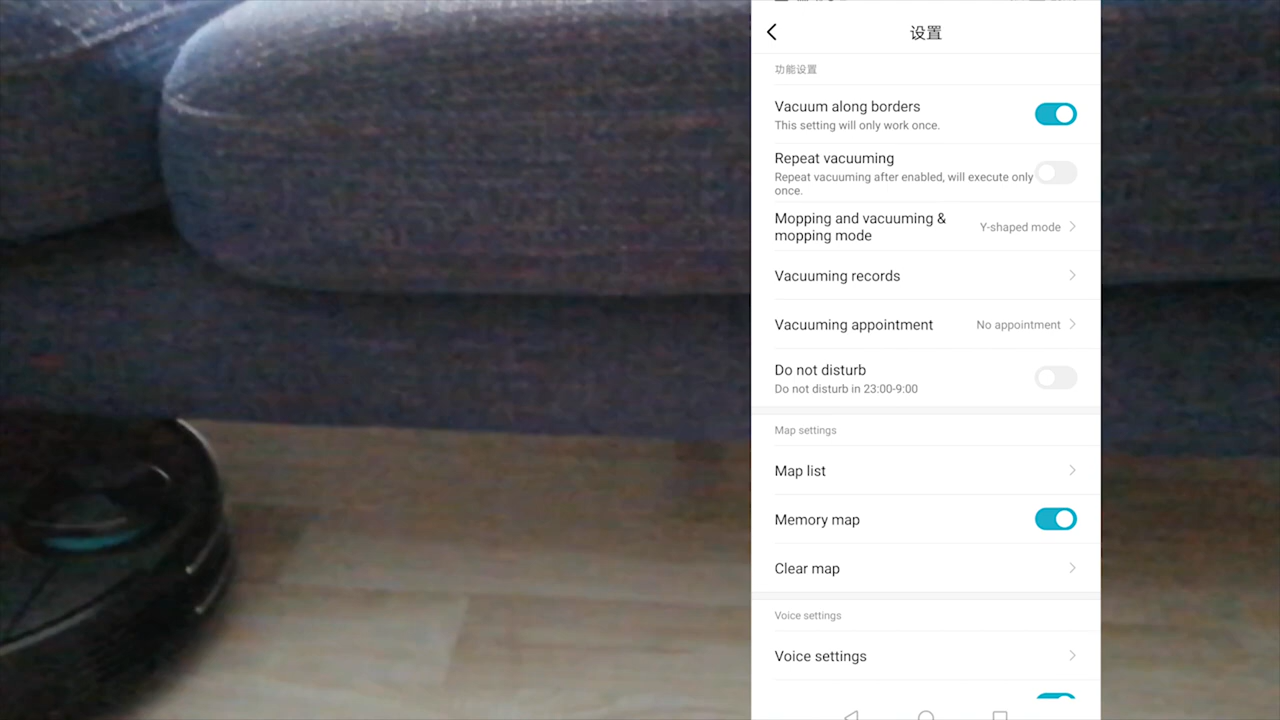 设置
功能设置
Vacuum along borders
This setting will only work once.
Repeat vacuuming
Repeat vacuuming after enabled, will execute only
once.
Mopping and vacuuming &
mopping mode
Y-shaped mode
Vacuuming records
Vacuuming appointment
No appointment
Do not disturb
Do not disturb in 23:00-9:00
Map settings
Map list
Memory map
Clear map
Voice settings
Voice settings